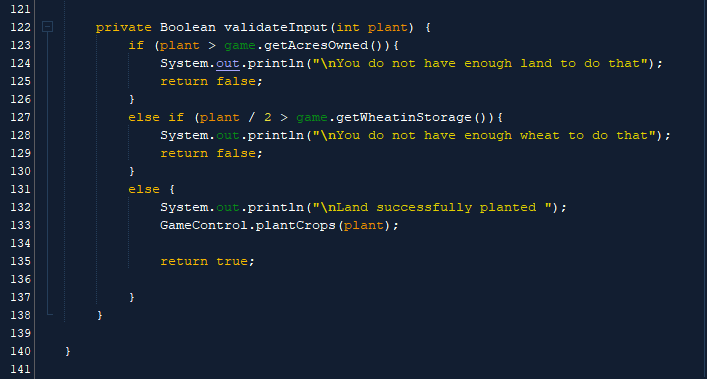 121
122 private Boolean validateInput(int plant) {
123 if (plant > game.getAcresOwned()){
124 System.out.println("\nYou do not have enough land to do that");
125 return false;
126 }
127 else if (plant / 2 > game.getWheatinStorage()){
128 System.out.println("\nYou do not have enough wheat to do that");
129 return false;
130 }
131 else {
132 System.out.println("\nLand successfully planted ");
133 GameControl.plantCrops(plant);
134
135 return true;
136
137 }
138 }
139
140 }
141